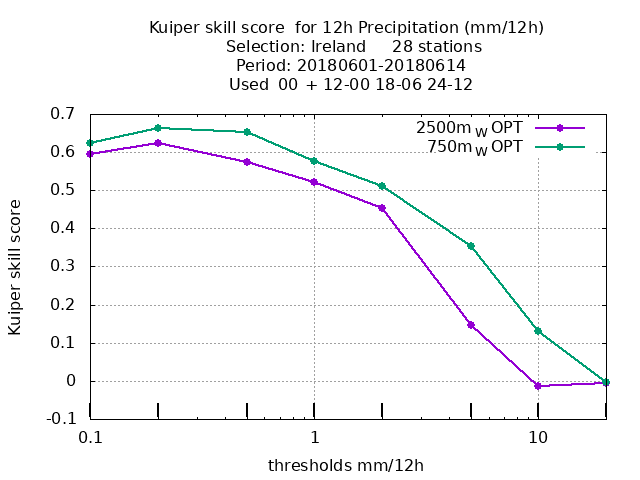 Kuiper skill score for 12h Precipitation (mm/12h)
Selection: Ireland 28 stations
Period: 20180601-20180614
Used 00 + 12-00 18-06 24-12
2500m W OPT
750m W OPT
0.7
0.6
0.5
0.4
0.3
0.2
0.1
0
-0.1
Kuiper skill score
0.1 1 10
thresholds mm/12h